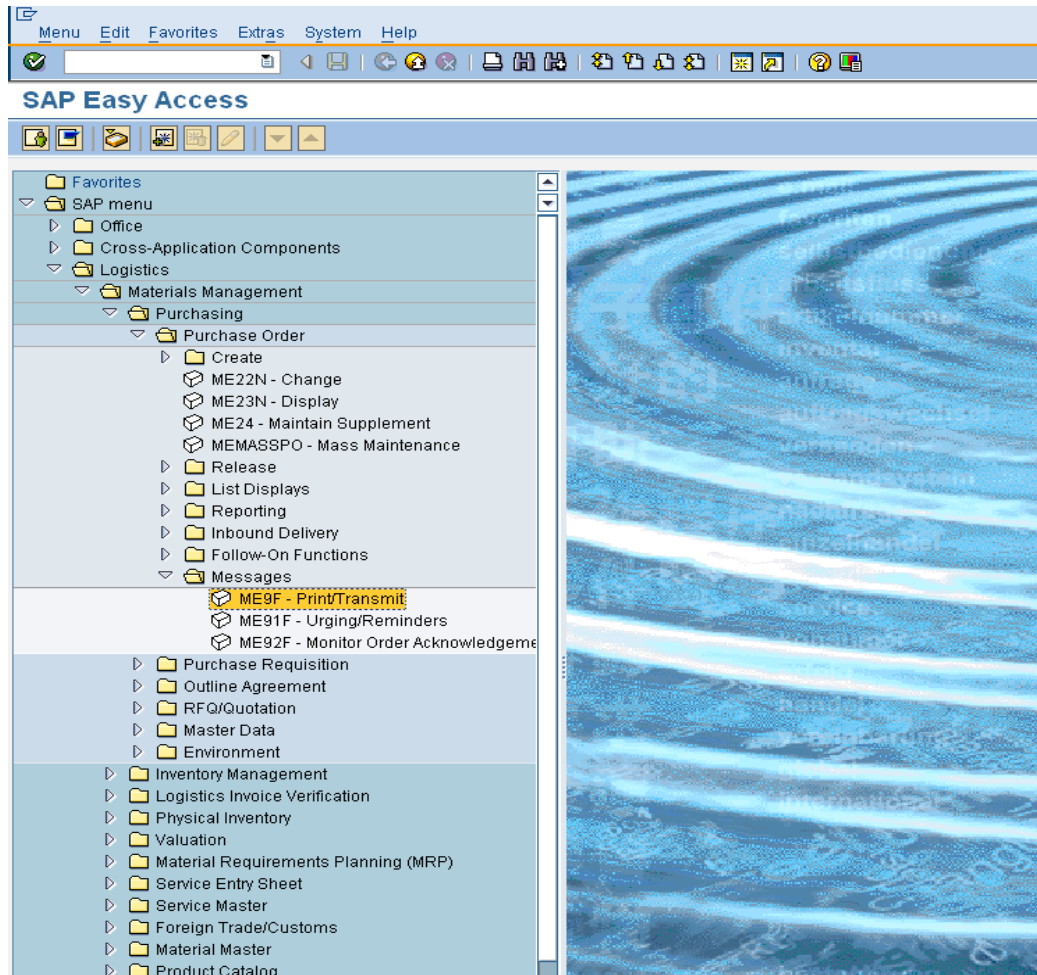 Menu Edit Favorites Extras System Help
SAP Easy Access
Favorites
SAP menu
Office
Cross-Application Components
Logistics
Materials Management
Purchasing
Purchase Order
Create
ME22N - Change
ME23N - Display
ME24 - Maintain Supplement
MEMASSPO - Mass Maintenance
Release
List Displays
Reporting
Inbound Delivery
Follow-On Functions
Messages
ME9F - Print/Transmit
ME91F - Urging/Reminders
ME92F - Monitor Order Acknowledgeme
Purchase Requisition
Outline Agreement
RFQ/Quotation
Master Data
Environment
Inventory Management
Logistics Invoice Verification
Physical Inventory
Valuation
Material Requirements Planning (MRP)
Service Entry Sheet
Service Master
Foreign Trade/Customs
Material Master
Product Catalog
international